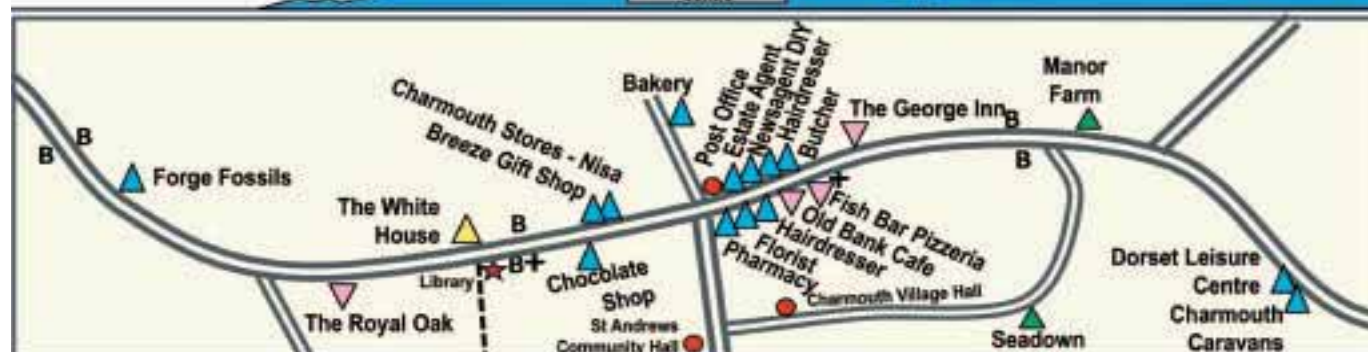 Bakery
Post Office
Estate Agent
Newsagent DIY
Hairdresser
Butcher
The George Inn
Manor
Farm
B
B
B
B
Forge Fossils
Charmouth Stores - Nisa
Breeze Gift Shop
The White
House
B
B
Library
Chocolate
Shop
The Royal Oak
Fish Bar Pizzeria
Old Bank Cafe
Hairdresser
Florist
Pharmacy
Charmouth Village Hall
St Andrews
Community Hall
Seadown
Dorset Leisure
Centre
Charmouth
Caravans